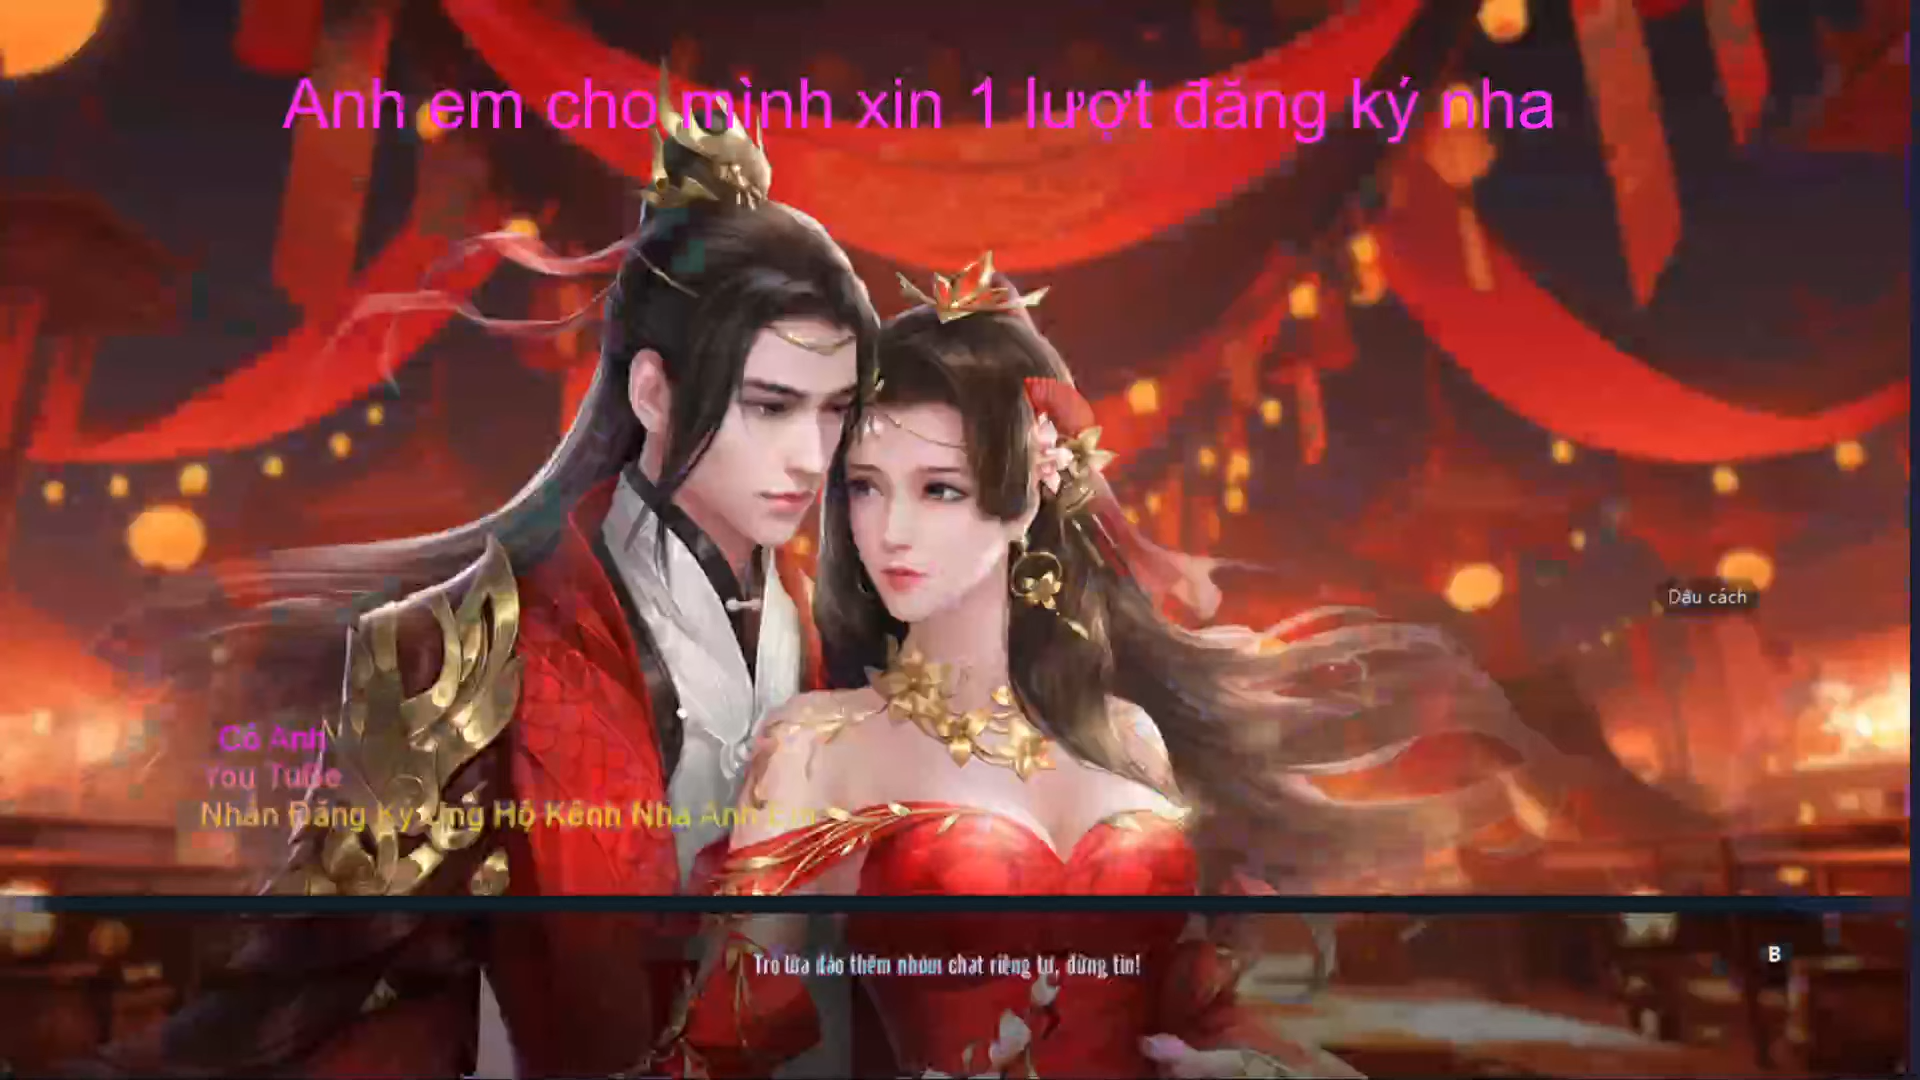 Anh em cho mình xin 1 lượt đăng ký nha
Dấu cách
Cô Anh
You TuBe
Nhấn Đăng Ký Ủng Hộ Kênh Nha Anh Em
Trò lừa đảo thêm nhóm chat riêng tư, đừng tin!
B